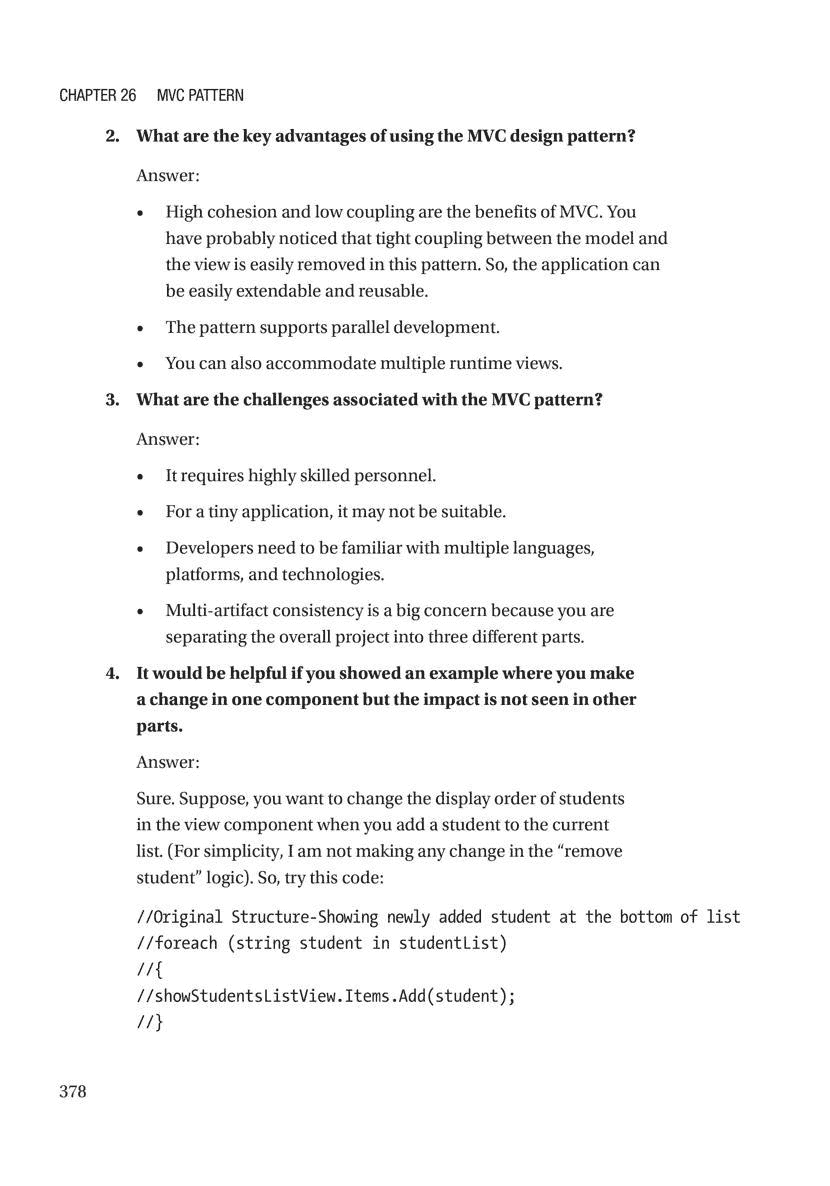 CHAPTER 26 MVC PATTERN
2. What are the key advantages of using the MVC design pattern?
Answer:
• High cohesion and low coupling are the benefits of MVC. You
have probably noticed that tight coupling between the model and
the view is easily removed in this pattern. So, the application can
be easily extendable and reusable.
• The pattern supports parallel development.
• You can also accommodate multiple runtime views.
3. What are the challenges associated with the MVC pattern?
Answer:
• It requires highly skilled personnel.
• For a tiny application, it may not be suitable.
• Developers need to be familiar with multiple languages,
platforms, and technologies.
• Multi-artifact consistency is a big concern because you are
separating the overall project into three different parts.
4. It would be helpful if you showed an example where you make
a change in one component but the impact is not seen in other
parts.
Answer:
Sure. Suppose, you want to change the display order of students
in the view component when you add a student to the current
list. (For simplicity, I am not making any change in the “remove
student” logic). So, try this code:
//Original Structure-Showing newly added student at the bottom of list
//foreach (string student in studentList)
//{
//showStudentsListView.Items.Add(student);
//}
378